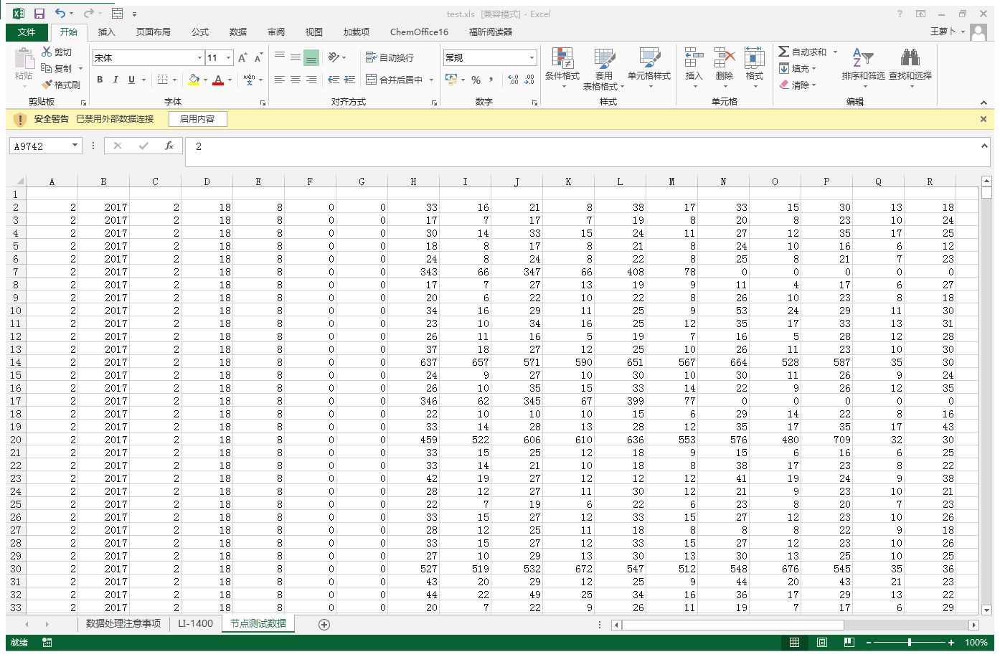 test.xls [兼容模式] - Excel
文件 开始 插入 页面布局 公式 数据 审阅 视图 加载项 ChemOffice16 福昕阅读器 王萝卜
粘贴 剪切 复制 格式刷 剪贴板
宋体 11 B I U wén 字体
自动换行 合并后居中 对齐方式
常规 % 数字
条件格式 套用表格格式 单元格样式 样式
插入 删除 格式 单元格
自动求和 填充 清除 排序和筛选 查找和选择 编辑
安全警告 已禁用外部数据连接 启用内容
A9742 fx 2
A B C D E F G H I J K L M N O P Q R
1
2 2 2017 2 18 8 0 0 33 16 21 8 38 17 33 15 30 13 18
3 2 2017 2 18 8 0 0 17 7 17 7 19 8 20 8 23 10 24
4 2 2017 2 18 8 0 0 30 14 33 15 24 11 27 12 35 17 25
5 2 2017 2 18 8 0 0 18 8 17 8 21 8 24 10 16 6 12
6 2 2017 2 18 8 0 0 24 8 24 8 22 8 25 8 21 7 23
7 2 2017 2 18 8 0 0 343 66 347 66 408 78 0 0 0 0 0
8 2 2017 2 18 8 0 0 17 7 27 13 19 9 11 4 17 6 27
9 2 2017 2 18 8 0 0 20 6 22 10 22 8 26 10 23 8 18
10 2 2017 2 18 8 0 0 34 16 29 11 25 9 53 24 29 11 30
11 2 2017 2 18 8 0 0 23 10 34 16 25 12 35 17 33 13 31
12 2 2017 2 18 8 0 0 26 11 16 5 19 7 16 5 28 12 28
13 2 2017 2 18 8 0 0 37 18 27 12 25 10 26 11 23 10 30
14 2 2017 2 18 8 0 0 637 657 571 590 651 567 664 528 587 35 30
15 2 2017 2 18 8 0 0 24 9 27 10 30 10 30 11 26 9 24
16 2 2017 2 18 8 0 0 26 10 35 15 33 14 22 9 26 12 35
17 2 2017 2 18 8 0 0 346 62 345 67 399 77 0 0 0 0 0
18 2 2017 2 18 8 0 0 22 10 10 10 15 6 29 14 22 8 16
19 2 2017 2 18 8 0 0 33 14 28 13 28 12 35 17 35 17 43
20 2 2017 2 18 8 0 0 459 522 606 610 636 553 576 480 709 32 30
21 2 2017 2 18 8 0 0 33 15 25 12 18 9 15 6 16 6 25
22 2 2017 2 18 8 0 0 33 14 21 10 18 8 38 17 23 8 22
23 2 2017 2 18 8 0 0 42 19 27 12 12 12 41 19 24 9 38
24 2 2017 2 18 8 0 0 28 12 27 11 30 12 21 9 23 10 21
25 2 2017 2 18 8 0 0 22 7 19 6 22 6 23 8 20 7 23
26 2 2017 2 18 8 0 0 33 15 27 12 33 15 27 12 23 10 26
27 2 2017 2 18 8 0 0 28 12 25 11 18 8 8 8 22 9 18
28 2 2017 2 18 8 0 0 33 15 27 12 33 15 27 12 23 10 26
29 2 2017 2 18 8 0 0 27 10 29 13 30 13 30 13 25 10 25
30 2 2017 2 18 8 0 0 527 519 532 672 547 512 548 676 545 35 36
31 2 2017 2 18 8 0 0 43 20 29 12 25 9 44 20 43 21 23
32 2 2017 2 18 8 0 0 44 22 49 25 34 16 36 17 29 13 22
33 2 2017 2 18 8 0 0 20 7 22 9 26 11 19 7 17 6 29
数据处理注意事项 LI-1400 节点测试数据
就绪 100%